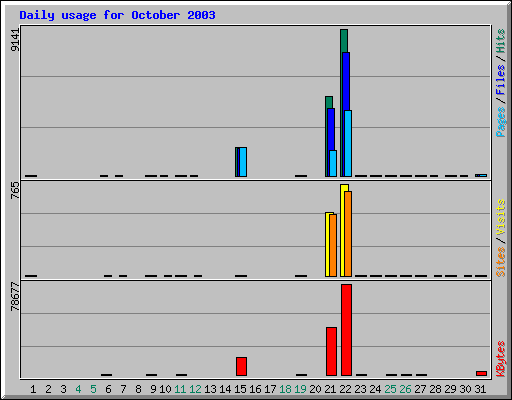 Daily usage for October 2003
9141
Pages / Files / Hits
765
Sites / Visits
78677
KBytes
1 2 3 4 5 6 7 8 9 10 11 12 13 14 15 16 17 18 19 20 21 22 23 24 25 26 27 28 29 30 31